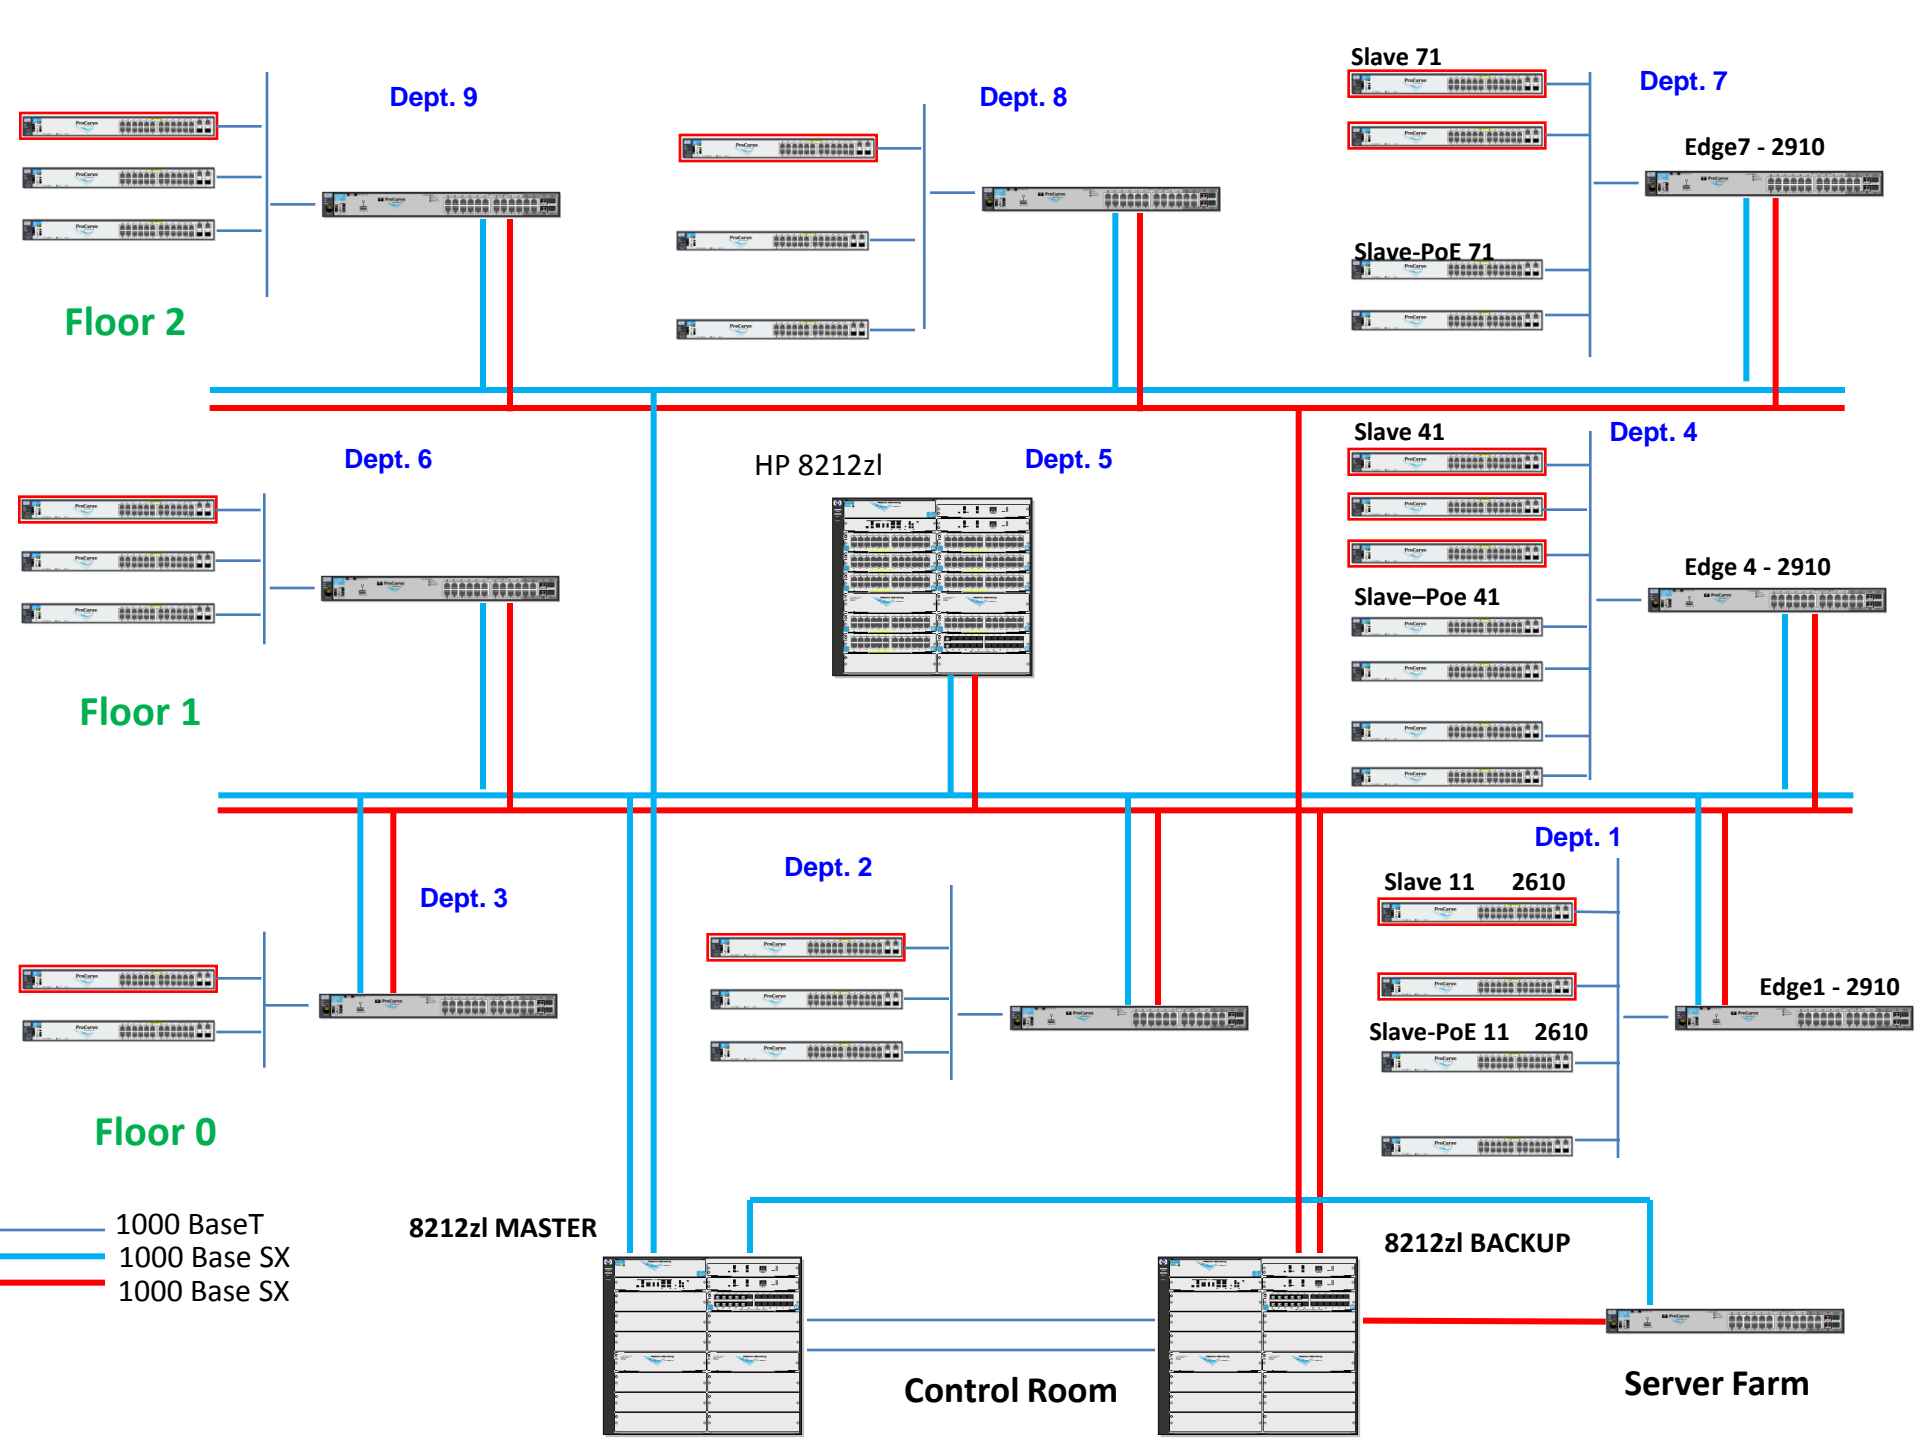 Slave 71
Dept. 9
Dept. 8
Dept. 7
Edge7 - 2910
Slave-PoE 71
Floor 2
Slave 41
Dept. 4
Dept. 6
HP 8212zl
Dept. 5
Edge 4 - 2910
Slave–Poe 41
Floor 1
Dept. 1
Dept. 2
Dept. 3
Slave 11 2610
Edge1 - 2910
Slave-PoE 11 2610
Floor 0
1000 BaseT
1000 Base SX
1000 Base SX
8212zl MASTER
8212zl BACKUP
Control Room
Server Farm